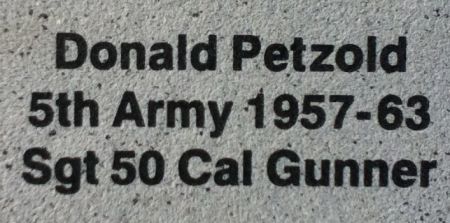 Donald Petzold
5th Army 1957-63
Sgt 50 Cal Gunner